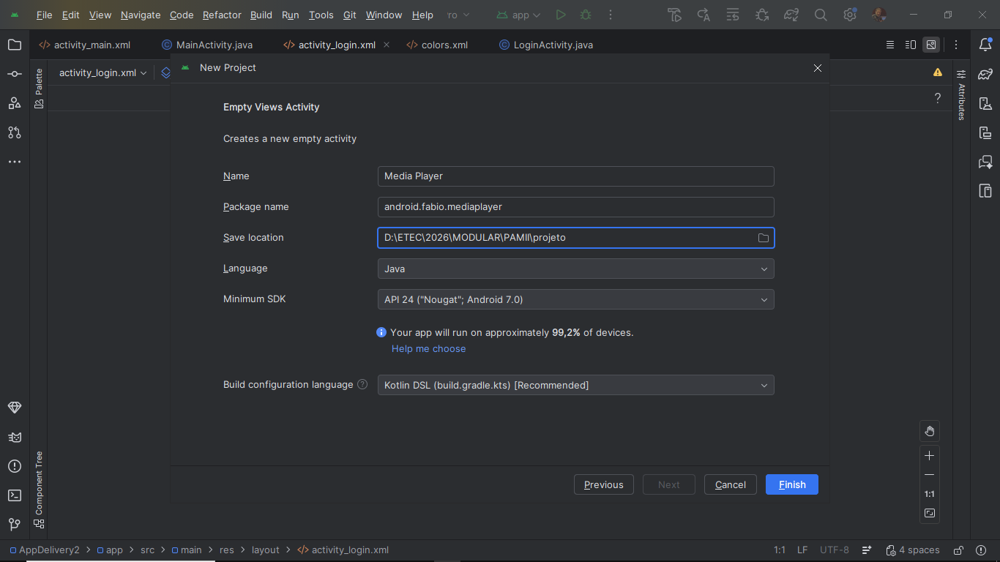 File Edit View Navigate Code Refactor Build Run Tools Git Window Help ro app
activity_main.xml MainActivity.java activity_login.xml colors.xml LoginActivity.java
activity_login.xml
Palette
Attributes
?
New Project
Empty Views Activity
Creates a new empty activity
Name Media Player
Package name android.fabio.mediaplayer
Save location D:\ETEC\2026\MODULAR\PAMII\projeto
Language Java
Minimum SDK API 24 ("Nougat"; Android 7.0)
Your app will run on approximately 99,2% of devices.
Help me choose
Build configuration language ? Kotlin DSL (build.gradle.kts) [Recommended]
Previous Next Cancel Finish
Component Tree
1:1
AppDelivery2 > app > src > main > res > layout > activity_login.xml 1:1 LF UTF-8 4 spaces